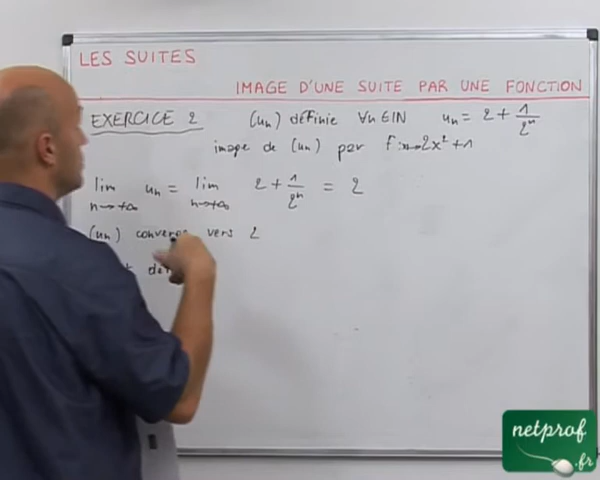 LES SUITES
IMAGE D'UNE SUITE PAR UNE FONCTION
EXERCICE 2 (un) définie ∀n∈IN un = 2 + 1/2^n
image de (un) par f: x→2x²+1
lim n→+∞ un = lim n→+∞ 2 + 1/2^n = 2
(un) converge vers 2
netprof
.fr